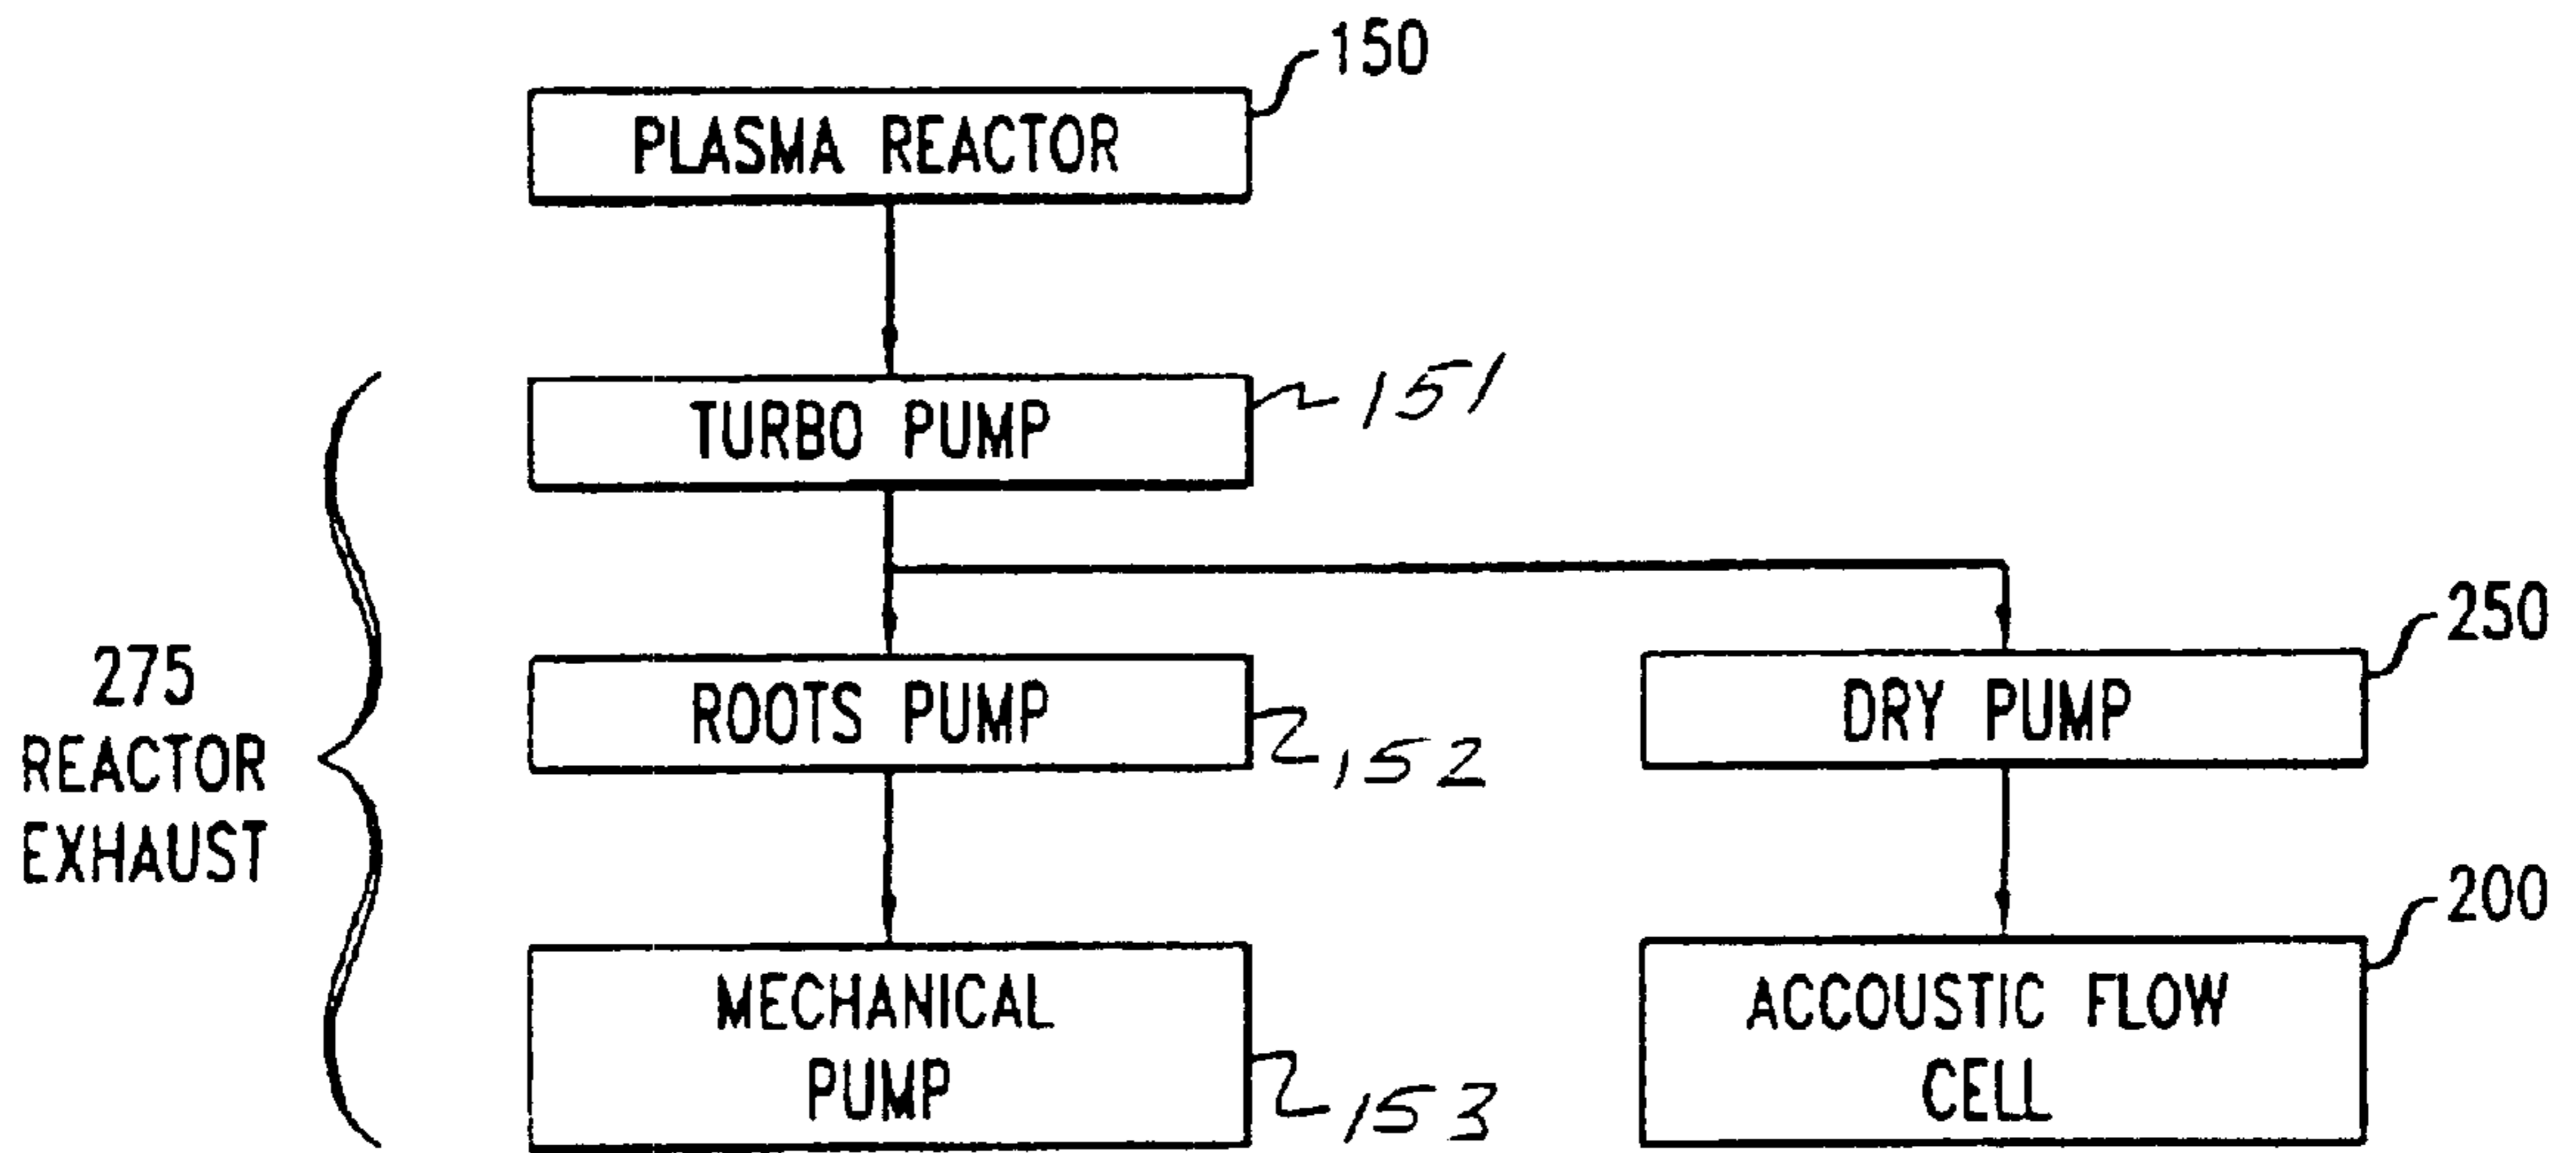 150
PLASMA REACTOR
TURBO PUMP
151
275
REACTOR
EXHAUST
ROOTS PUMP
152
DRY PUMP
250
MECHANICAL
PUMP
153
ACCOUSTIC FLOW
CELL
200